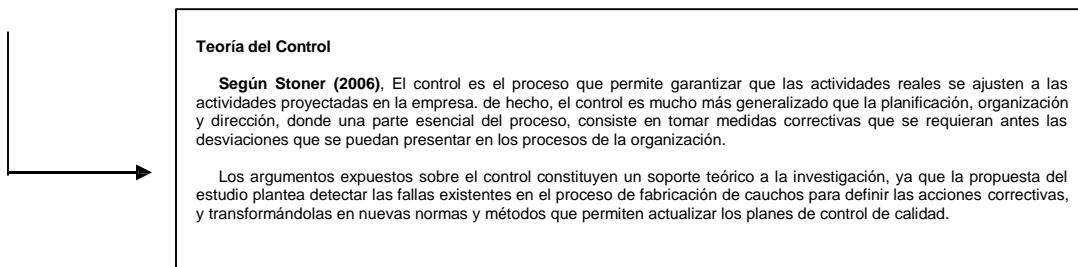 Teoría del Control
Según Stoner (2006), El control es el proceso que permite garantizar que las actividades reales se ajusten a las
actividades proyectadas en la empresa. de hecho, el control es mucho más generalizado que la planificación, organización
y dirección, donde una parte esencial del proceso, consiste en tomar medidas correctivas que se requieran antes las
desviaciones que se puedan presentar en los procesos de la organización.
Los argumentos expuestos sobre el control constituyen un soporte teórico a la investigación, ya que la propuesta del
estudio plantea detectar las fallas existentes en el proceso de fabricación de cauchos para definir las acciones correctivas,
y transformándolas en nuevas normas y métodos que permiten actualizar los planes de control de calidad.